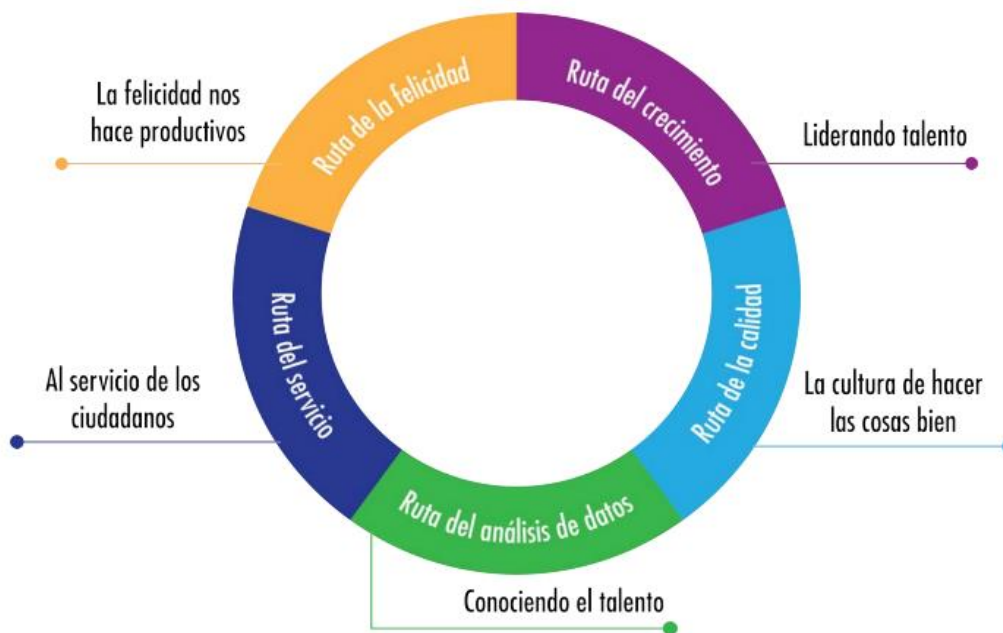 Ruta de la felicidad
La felicidad nos
hace productivos
Ruta del crecimiento
Liderando talento
Ruta de la calidad
La cultura de hacer
las cosas bien
Ruta del análisis de datos
Conociendo el talento
Ruta del servicio
Al servicio de los
ciudadanos